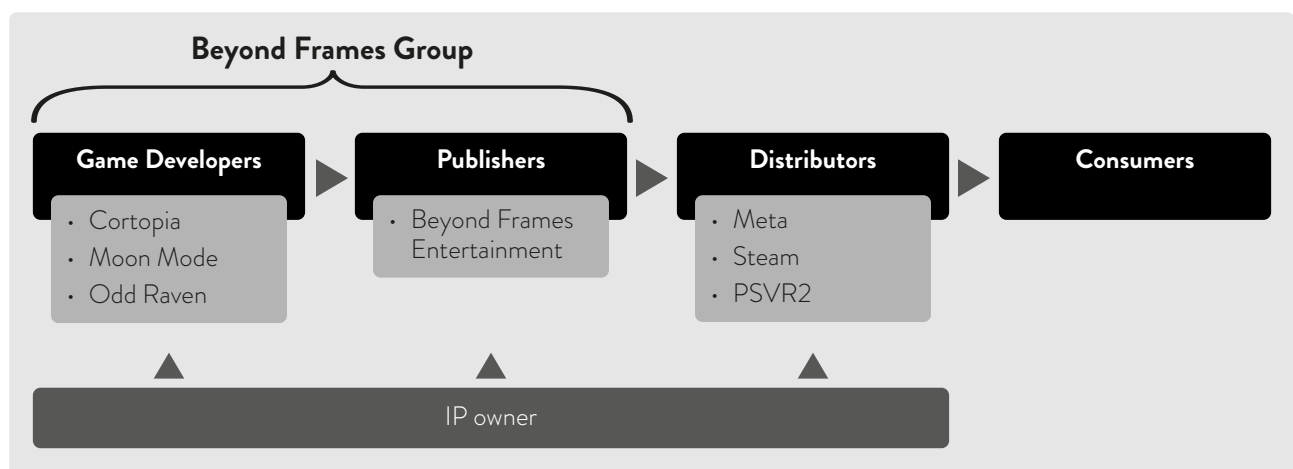 Beyond Frames Group
Game Developers
• Cortopia
• Moon Mode
• Odd Raven
Publishers
• Beyond Frames
Entertainment
Distributors
• Meta
• Steam
• PSVR2
Consumers
IP owner